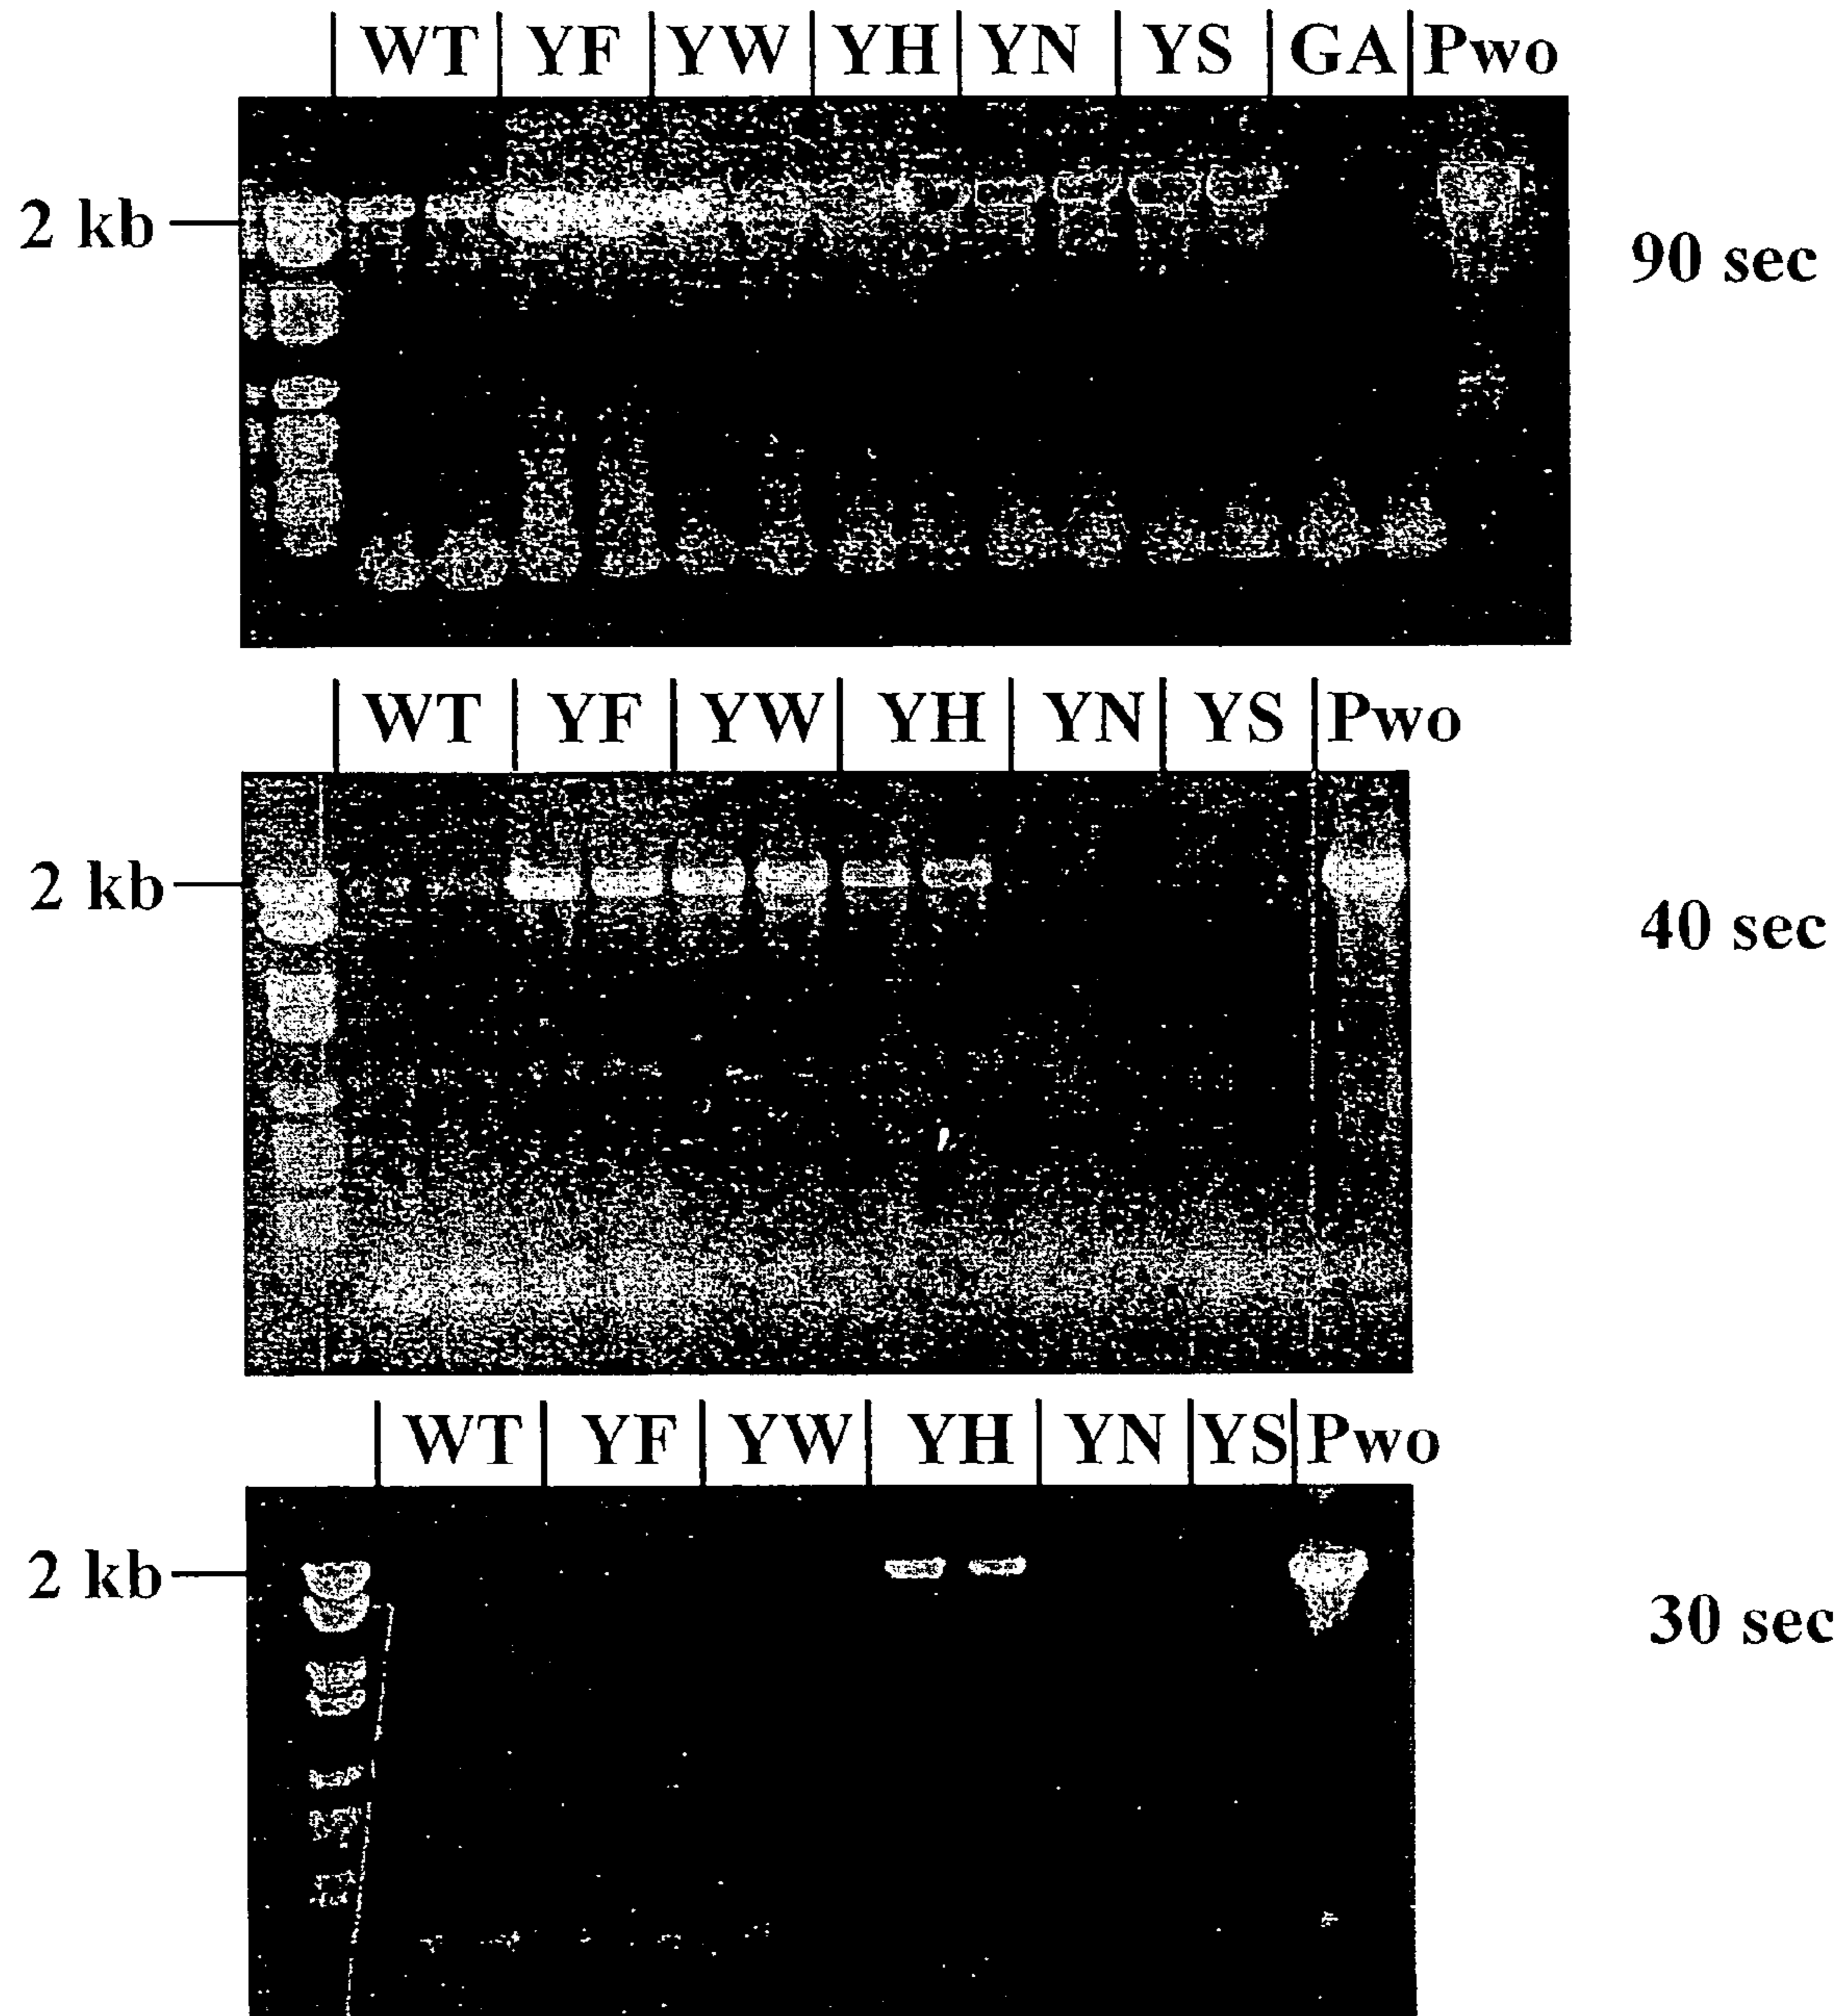 WT YF YW YH YN YS GA Pwo
2 kb
90 sec
WT YF YW YH YN YS Pwo
2 kb
40 sec
WT YF YW YH YN YS Pwo
2 kb
30 sec